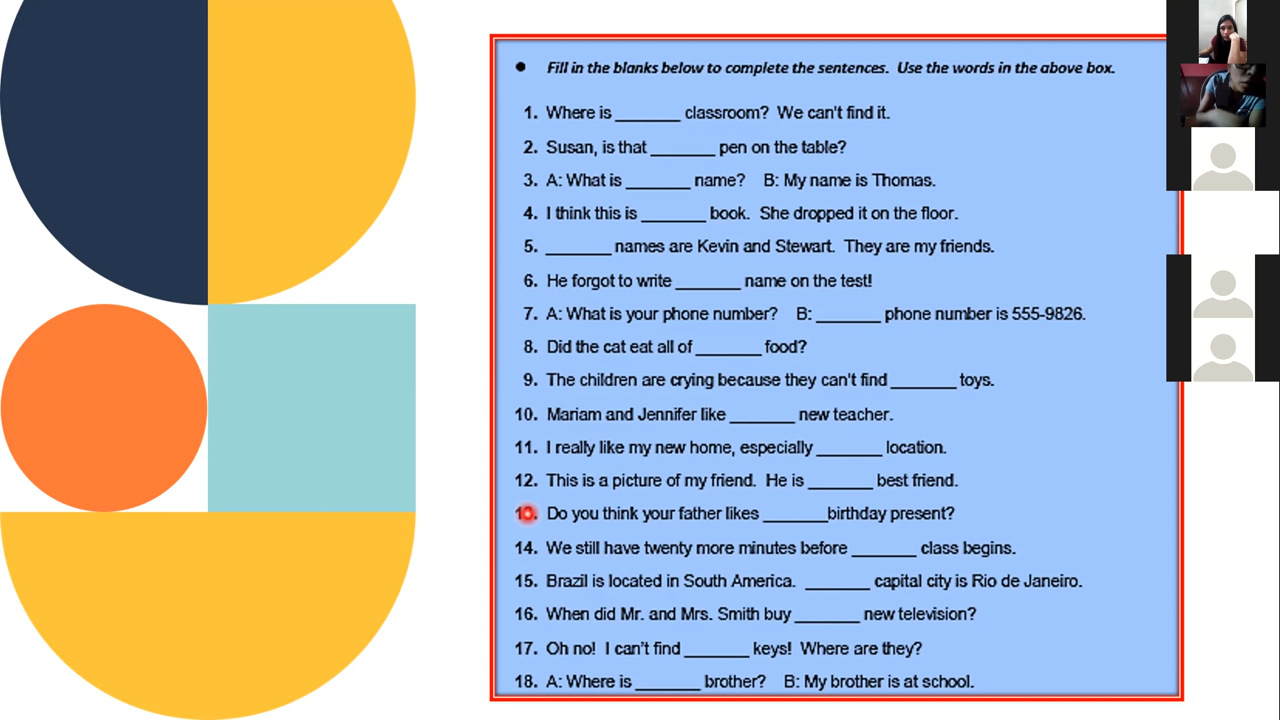 • Fill in the blanks below to complete the sentences. Use the words in the above box.
1. Where is _______ classroom? We can't find it.
2. Susan, is that _______ pen on the table?
3. A: What is _______ name? B: My name is Thomas.
4. I think this is _______ book. She dropped it on the floor.
5. _______ names are Kevin and Stewart. They are my friends.
6. He forgot to write _______ name on the test!
7. A: What is your phone number? B: _______ phone number is 555-9826.
8. Did the cat eat all of _______ food?
9. The children are crying because they can't find _______ toys.
10. Mariam and Jennifer like _______ new teacher.
11. I really like my new home, especially _______ location.
12. This is a picture of my friend. He is _______ best friend.
13. Do you think your father likes _______birthday present?
14. We still have twenty more minutes before _______ class begins.
15. Brazil is located in South America. _______ capital city is Rio de Janeiro.
16. When did Mr. and Mrs. Smith buy _______ new television?
17. Oh no! I can't find _______ keys! Where are they?
18. A: Where is _______ brother? B: My brother is at school.